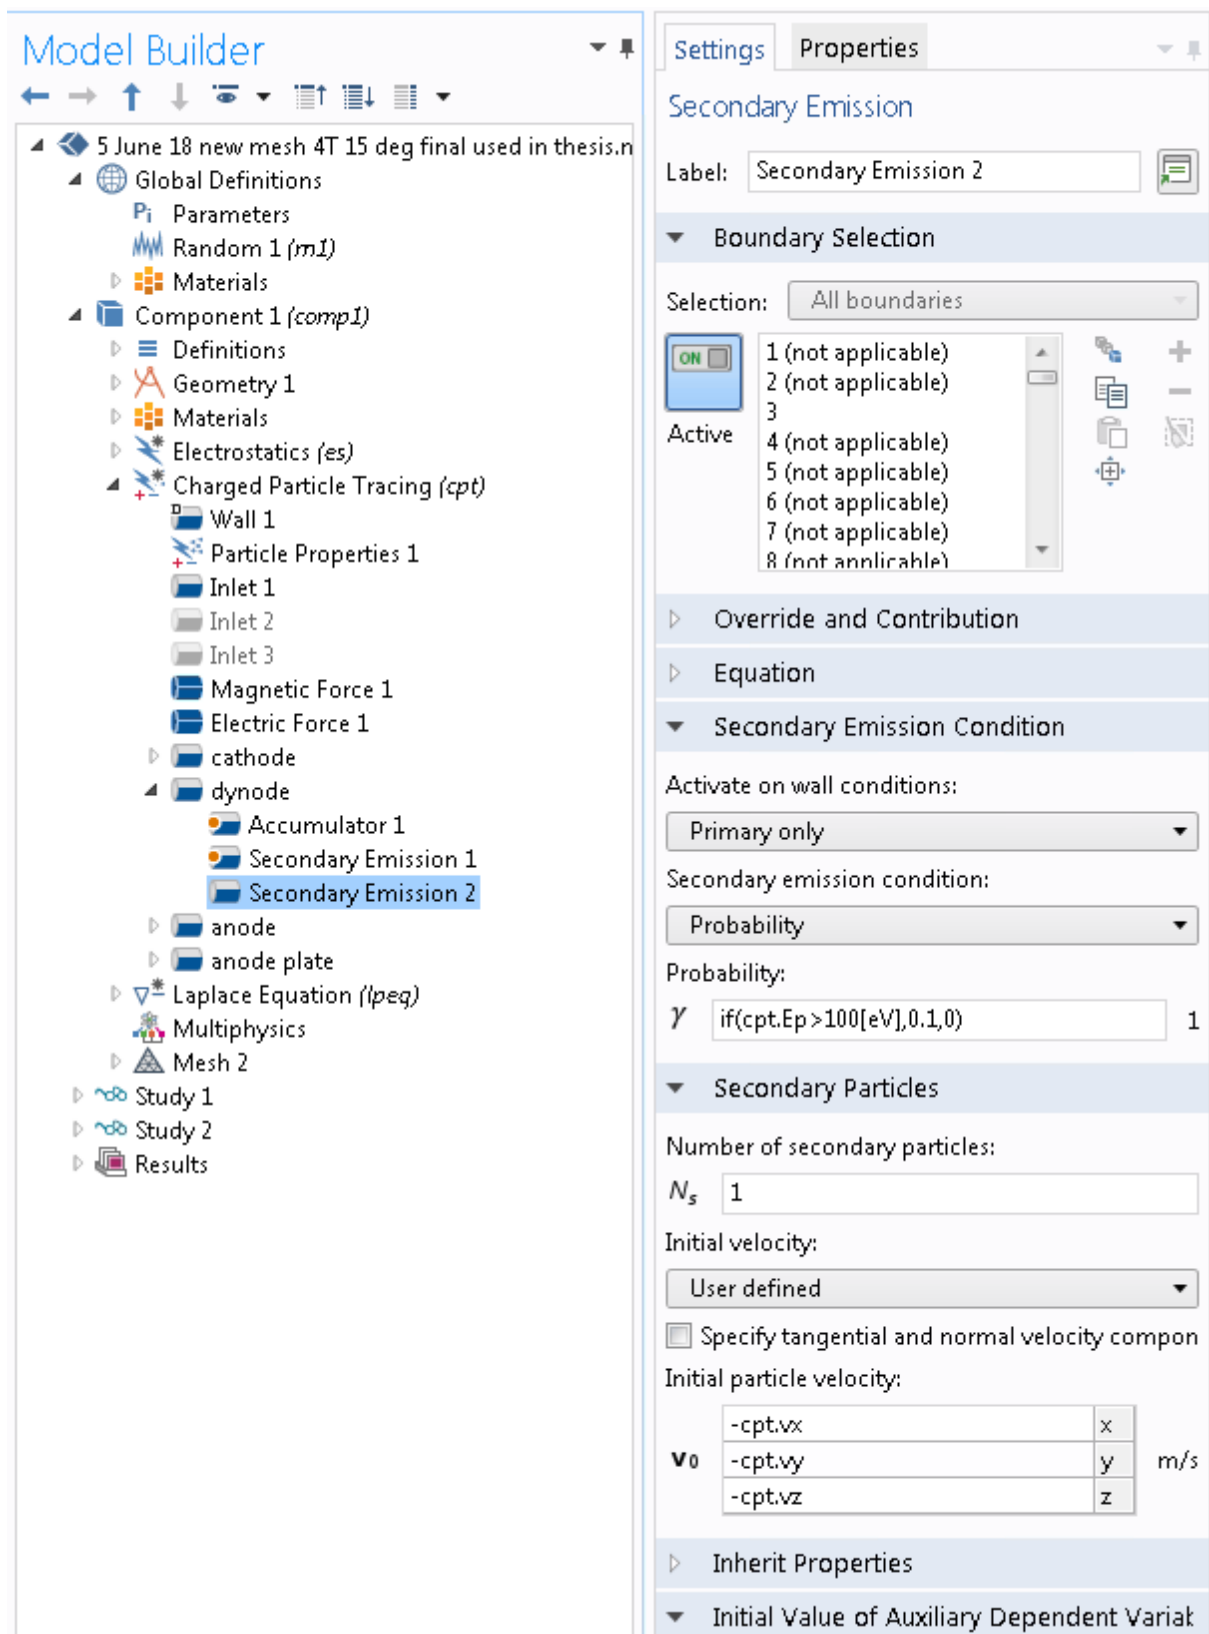 Model Builder
5 June 18 new mesh 4T 15 deg final used in thesis.n
Global Definitions
Pi Parameters
Random 1 (rn1)
Materials
Component 1 (comp1)
Definitions
Geometry 1
Materials
Electrostatics (es)
Charged Particle Tracing (cpt)
D Wall 1
Particle Properties 1
Inlet 1
Inlet 2
Inlet 3
Magnetic Force 1
Electric Force 1
cathode
dynode
Accumulator 1
Secondary Emission 1
Secondary Emission 2
anode
anode plate
Laplace Equation (lpeq)
Multiphysics
Mesh 2
Study 1
Study 2
Results
Settings Properties
Secondary Emission
Label: Secondary Emission 2
Boundary Selection
Selection: All boundaries
ON
Active
1 (not applicable)
2 (not applicable)
3
4 (not applicable)
5 (not applicable)
6 (not applicable)
7 (not applicable)
8 (not applicable)
Override and Contribution
Equation
Secondary Emission Condition
Activate on wall conditions:
Primary only
Secondary emission condition:
Probability
Probability:
γ if(cpt.Ep>100[eV],0.1,0) 1
Secondary Particles
Number of secondary particles:
Ns 1
Initial velocity:
User defined
Specify tangential and normal velocity compon
Initial particle velocity:
-cpt.vx x
v0 -cpt.vy y m/s
-cpt.vz z
Inherit Properties
Initial Value of Auxiliary Dependent Variak